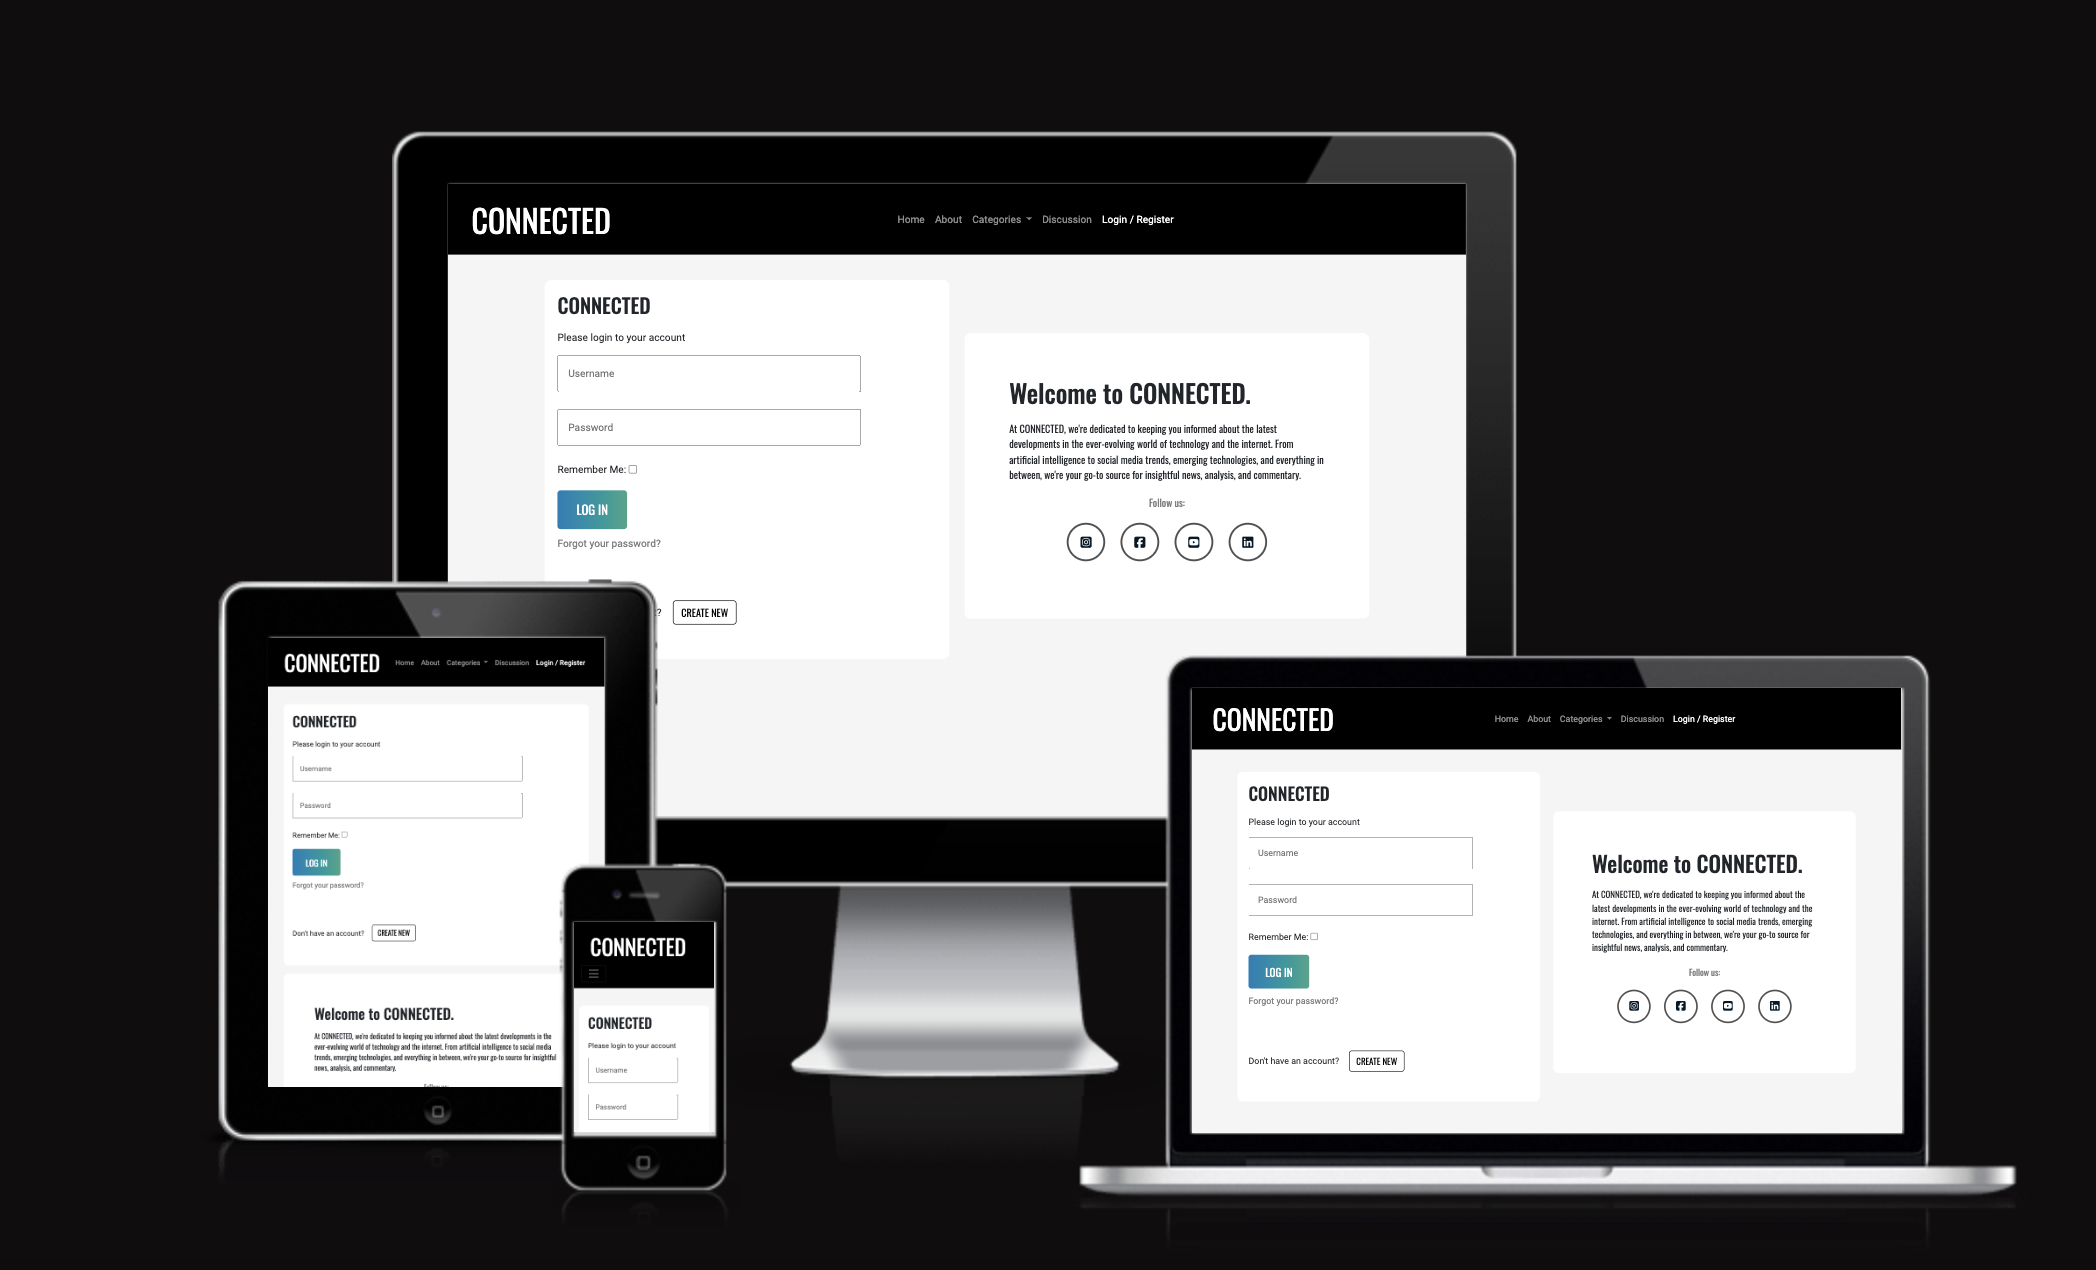 CONNECTED
Home About Categories Discussion Login / Register
CONNECTED
Please login to your account
Username
Password
Remember Me:
LOG IN
Forgot your password?
? CREATE NEW
Welcome to CONNECTED.
At CONNECTED, we're dedicated to keeping you informed about the latest
developments in the ever-evolving world of technology and the internet. From
artificial intelligence to social media trends, emerging technologies, and everything in
between, we're your go-to source for insightful news, analysis, and commentary.
Follow us:
CONNECTED
Home About Categories Discussion Login / Register
CONNECTED
Please login to your account
Username
Password
Remember Me:
LOG IN
Forgot your password?
Don't have an account? CREATE NEW
Welcome to CONNECTED.
At CONNECTED, we're dedicated to keeping you informed about the latest developments in the
ever-evolving world of technology and the internet. From artificial intelligence to social media
trends, emerging technologies, and everything in between, we're your go-to source for insightful
news, analysis, and commentary.
CONNECTED
CONNECTED
Please login to your account
Username
Password
CONNECTED
Home About Categories Discussion Login / Register
CONNECTED
Please login to your account
Username
Password
Remember Me:
LOG IN
Forgot your password?
Don't have an account? CREATE NEW
Welcome to CONNECTED.
At CONNECTED, we're dedicated to keeping you informed about the
latest developments in the ever-evolving world of technology and the
internet. From artificial intelligence to social media trends, emerging
technologies, and everything in between, we're your go-to source for
insightful news, analysis, and commentary.
Follow us: